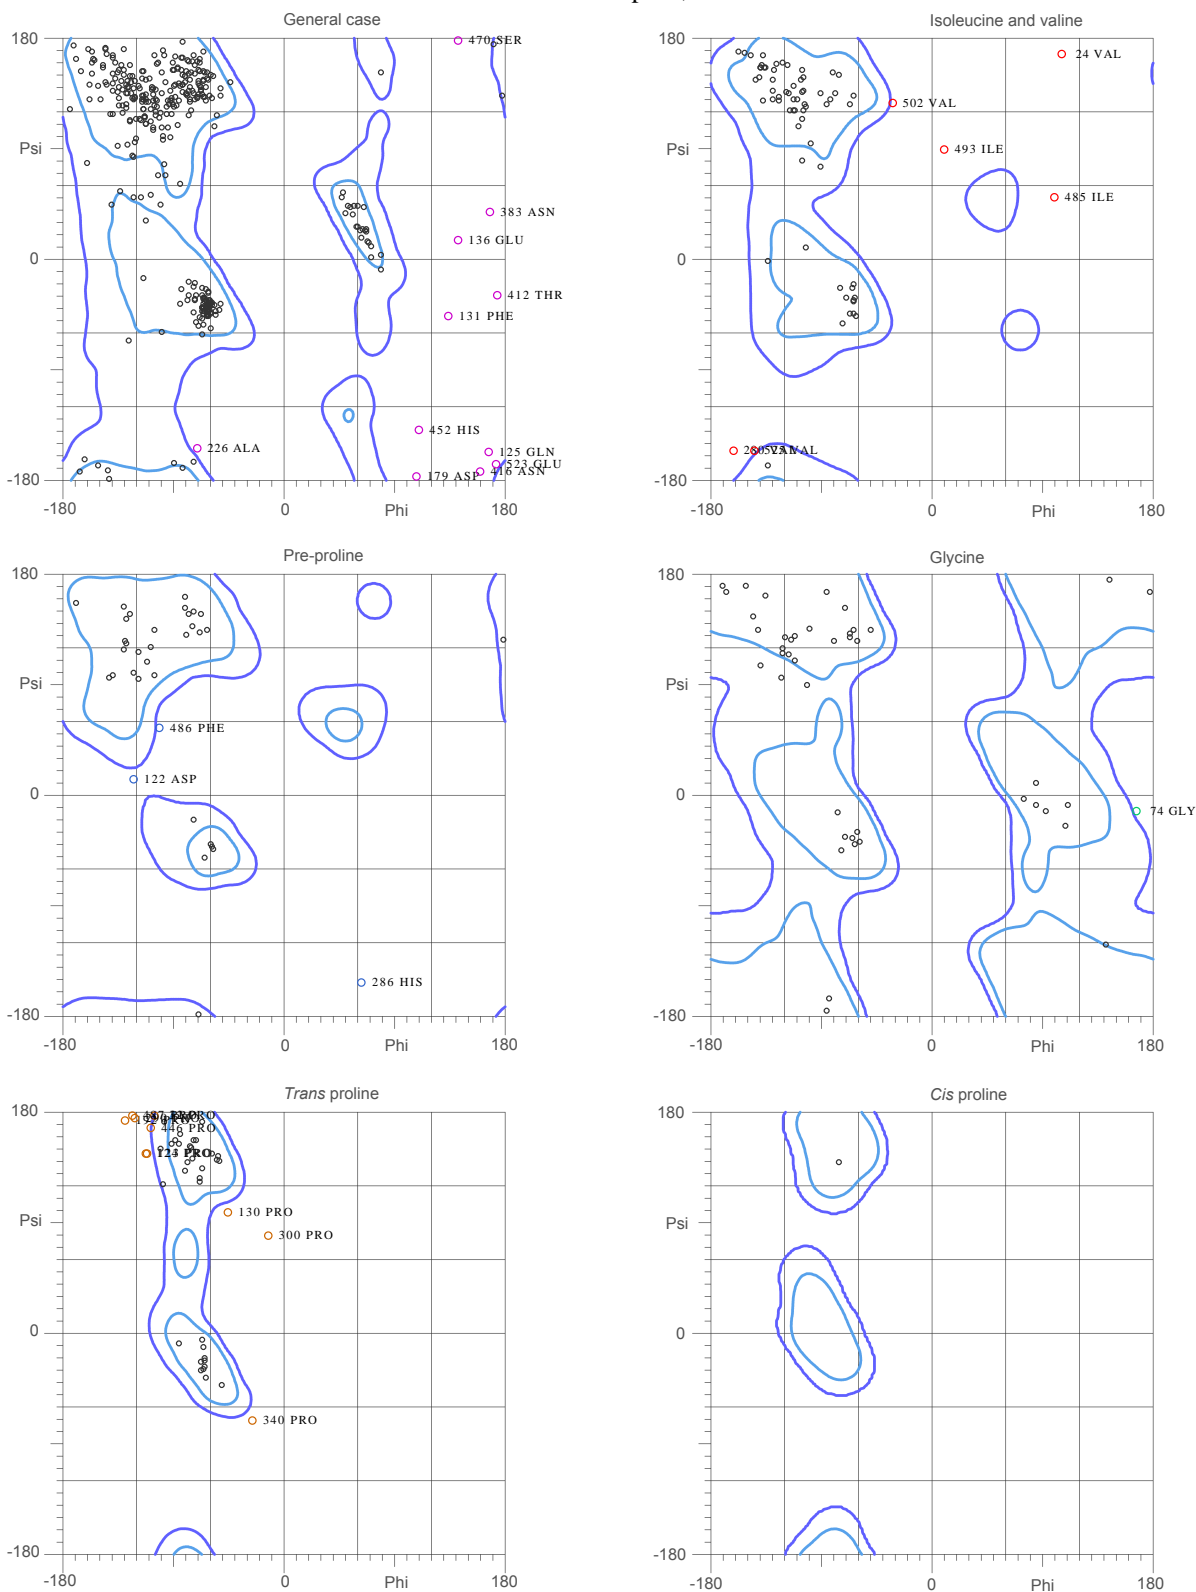 General case
180
Psi
0
-180
-180
0
Phi
180
470 SER
383 ASN
136 GLU
412 THR
131 PHE
452 HIS
226 ALA
125 GLN
523 GLU
416 ASN
179 ASP
Isoleucine and valine
180
Psi
0
-180
-180
0
Phi
180
24 VAL
502 VAL
493 ILE
485 ILE
VAL
Pre-proline
180
Psi
0
-180
-180
0
Phi
180
486 PHE
122 ASP
286 HIS
Glycine
180
Psi
0
-180
-180
0
Phi
180
74 GLY
Trans proline
180
Psi
0
-180
-180
0
Phi
180
PRO
446 PRO
PRO
130 PRO
300 PRO
340 PRO
Cis proline
180
Psi
0
-180
-180
0
Phi
180